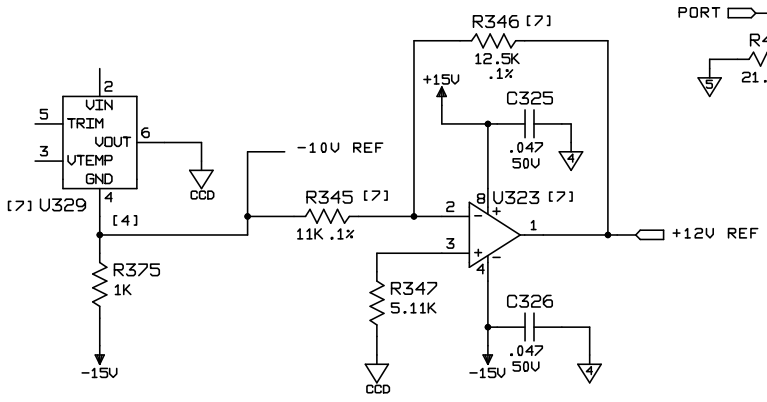 PORT
R346 [7]
12.5K
.1%
+15V
2
VIN
5 TRIM
6
VOUT
3 VTEMP
GND
[7] U329
4
[4]
CCD
-10V REF
C325
.047
50V
4
5
21.
R345 [7]
11K .1%
U323 [7]
8
+
2
-
1
3
+
-
4
+12V REF
R375
1K
-15V
R347
5.11K
CCD
C326
.047
50V
-15V
4